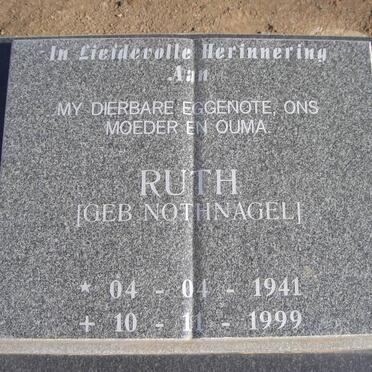 In Liefdevolle Herinnering
Aan
MY DIERBARE EGGENOTE, ONS
MOEDER EN OUMA.
RUTH
[GEB NOTHNAGEL]
* 04 - 04 - 1941
+ 10 - 11 - 1999